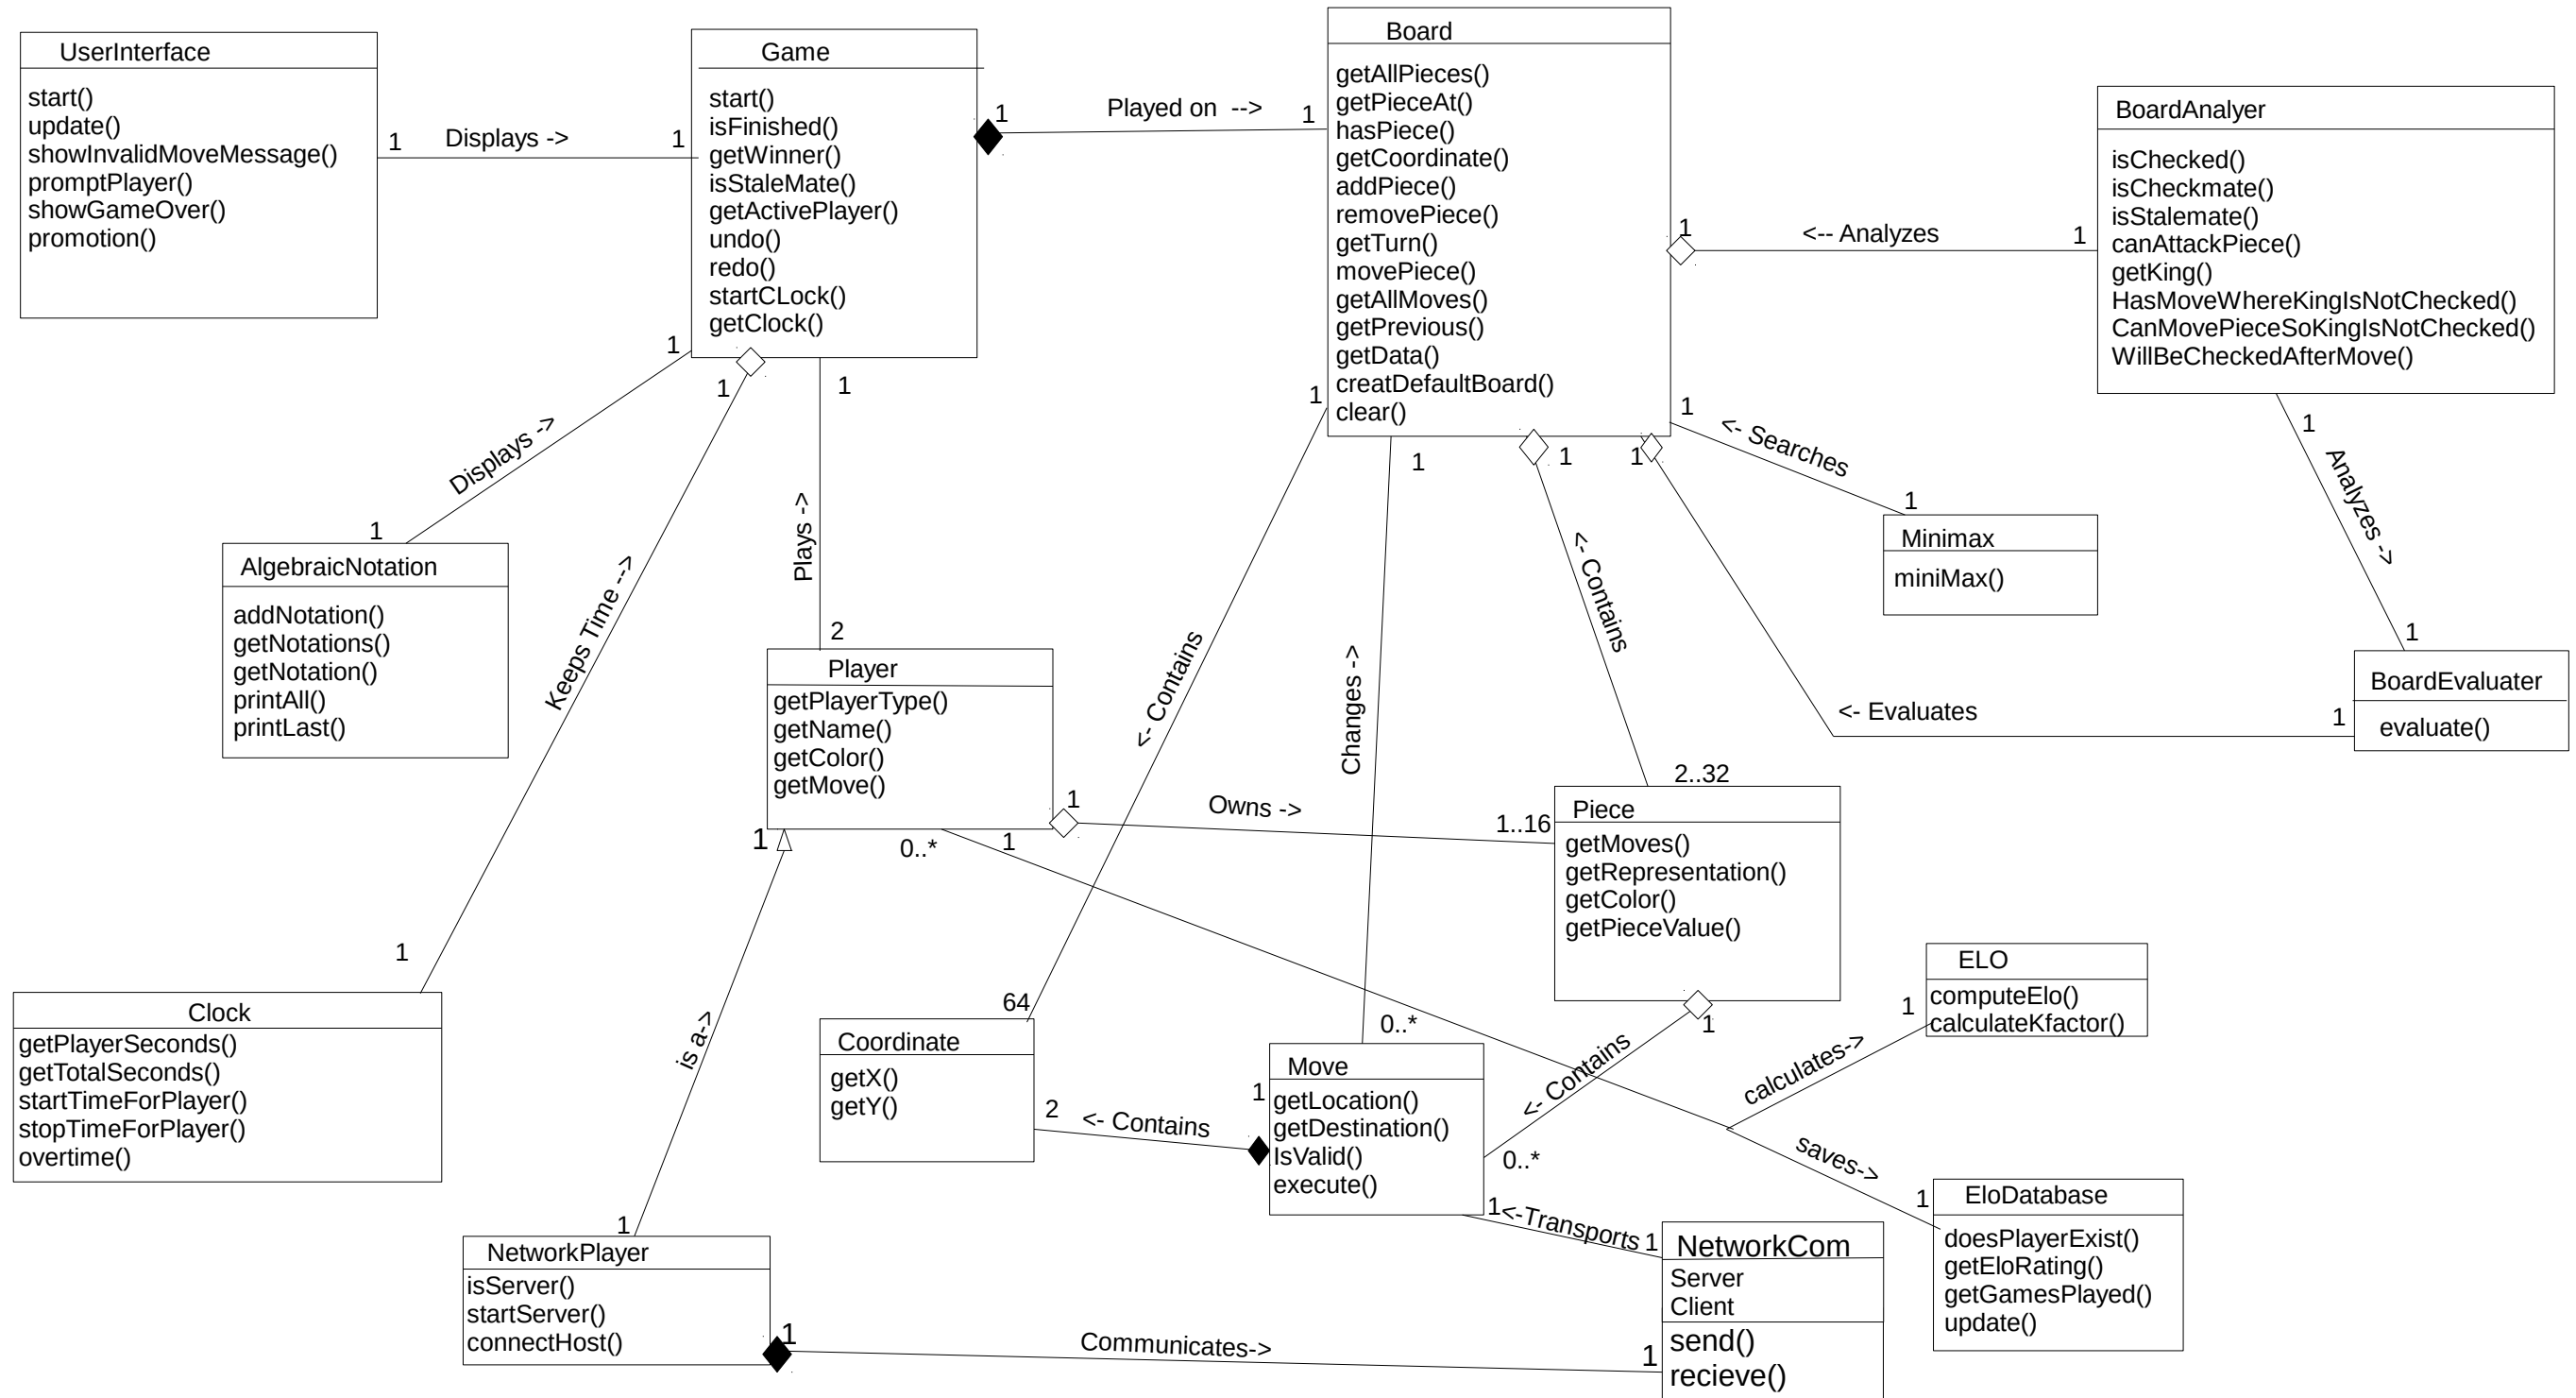 UserInterface
start()
update()
showInvalidMoveMessage()
promptPlayer()
showGameOver()
promotion()
1
Displays ->
1
Game
start()
isFinished()
getWinner()
isStaleMate()
getActivePlayer()
undo()
redo()
startCLock()
getClock()
1
Played on -->
1
Board
getAllPieces()
getPieceAt()
hasPiece()
getCoordinate()
addPiece()
removePiece()
getTurn()
movePiece()
getAllMoves()
getPrevious()
getData()
creatDefaultBoard()
clear()
1
<-- Analyzes
1
BoardAnalyer
isChecked()
isCheckmate()
isStalemate()
canAttackPiece()
getKing()
HasMoveWhereKingIsNotChecked()
CanMovePieceSoKingIsNotChecked()
WillBeCheckedAfterMove()
1
Displays ->
1
AlgebraicNotation
addNotation()
getNotations()
getNotation()
printAll()
printLast()
1
Keeps Time -->
1
Clock
getPlayerSeconds()
getTotalSeconds()
startTimeForPlayer()
stopTimeForPlayer()
overtime()
1
Plays ->
2
Player
getPlayerType()
getName()
getColor()
getMove()
1
<- Contains
64
Coordinate
getX()
getY()
1
Changes ->
0..*
Move
getLocation()
getDestination()
IsValid()
execute()
1
<- Contains
2..32
Piece
getMoves()
getRepresentation()
getColor()
getPieceValue()
1
<- Searches
1
Minimax
miniMax()
1
<- Evaluates
1
1
Analyzes ->
1
BoardEvaluater
evaluate()
1
Owns ->
1..16
1
is a->
1
0..*
1
NetworkPlayer
isServer()
startServer()
connectHost()
2
<- Contains
1
1
<- Contains
0..*
calculates->
1
ELO
computeElo()
calculateKfactor()
saves->
1
EloDatabase
doesPlayerExist()
getEloRating()
getGamesPlayed()
update()
1
<-Transports
1
NetworkCom
Server
Client
send()
recieve()
1
Communicates->
1